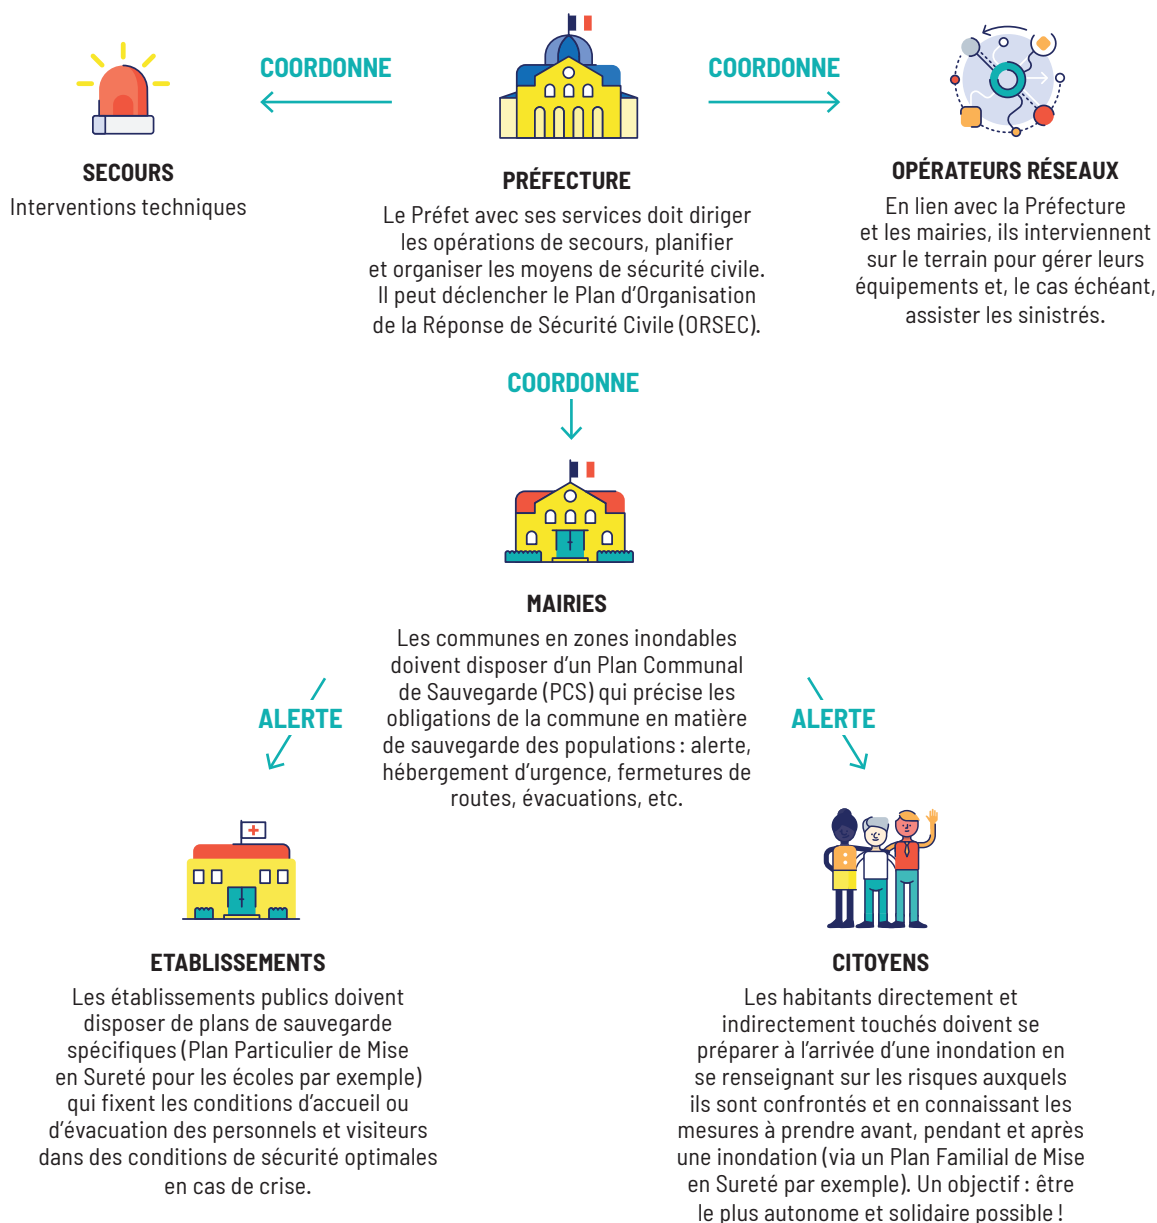 COORDONNE
COORDONNE
SECOURS
Interventions techniques
PRÉFECTURE
Le Préfet avec ses services doit diriger
les opérations de secours, planifier
et organiser les moyens de sécurité civile.
Il peut déclencher le Plan d'Organisation
de la Réponse de Sécurité Civile (ORSEC).
OPÉRATEURS RÉSEAUX
En lien avec la Préfecture
et les mairies, ils interviennent
sur le terrain pour gérer leurs
équipements et, le cas échéant,
assister les sinistrés.
COORDONNE
MAIRIES
Les communes en zones inondables
doivent disposer d'un Plan Communal
de Sauvegarde (PCS) qui précise les
obligations de la commune en matière
de sauvegarde des populations : alerte,
hébergement d'urgence, fermetures de
routes, évacuations, etc.
ALERTE
ALERTE
ETABLISSEMENTS
Les établissements publics doivent
disposer de plans de sauvegarde
spécifiques (Plan Particulier de Mise
en Sureté pour les écoles par exemple)
qui fixent les conditions d'accueil ou
d'évacuation des personnels et visiteurs
dans des conditions de sécurité optimales
en cas de crise.
CITOYENS
Les habitants directement et
indirectement touchés doivent se
préparer à l'arrivée d'une inondation en
se renseignant sur les risques auxquels
ils sont confrontés et en connaissant les
mesures à prendre avant, pendant et après
une inondation (via un Plan Familial de Mise
en Sureté par exemple). Un objectif : être
le plus autonome et solidaire possible !